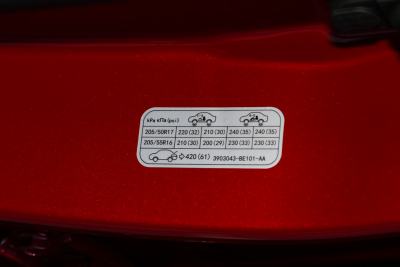 kPa кПа (psi)
205/50R17 220 (32) 210 (30) 240 (35) 240 (35)
205/55R16 210 (30) 200 (29) 230 (33) 230 (33)
420 (61) 3903043-BE101-AA